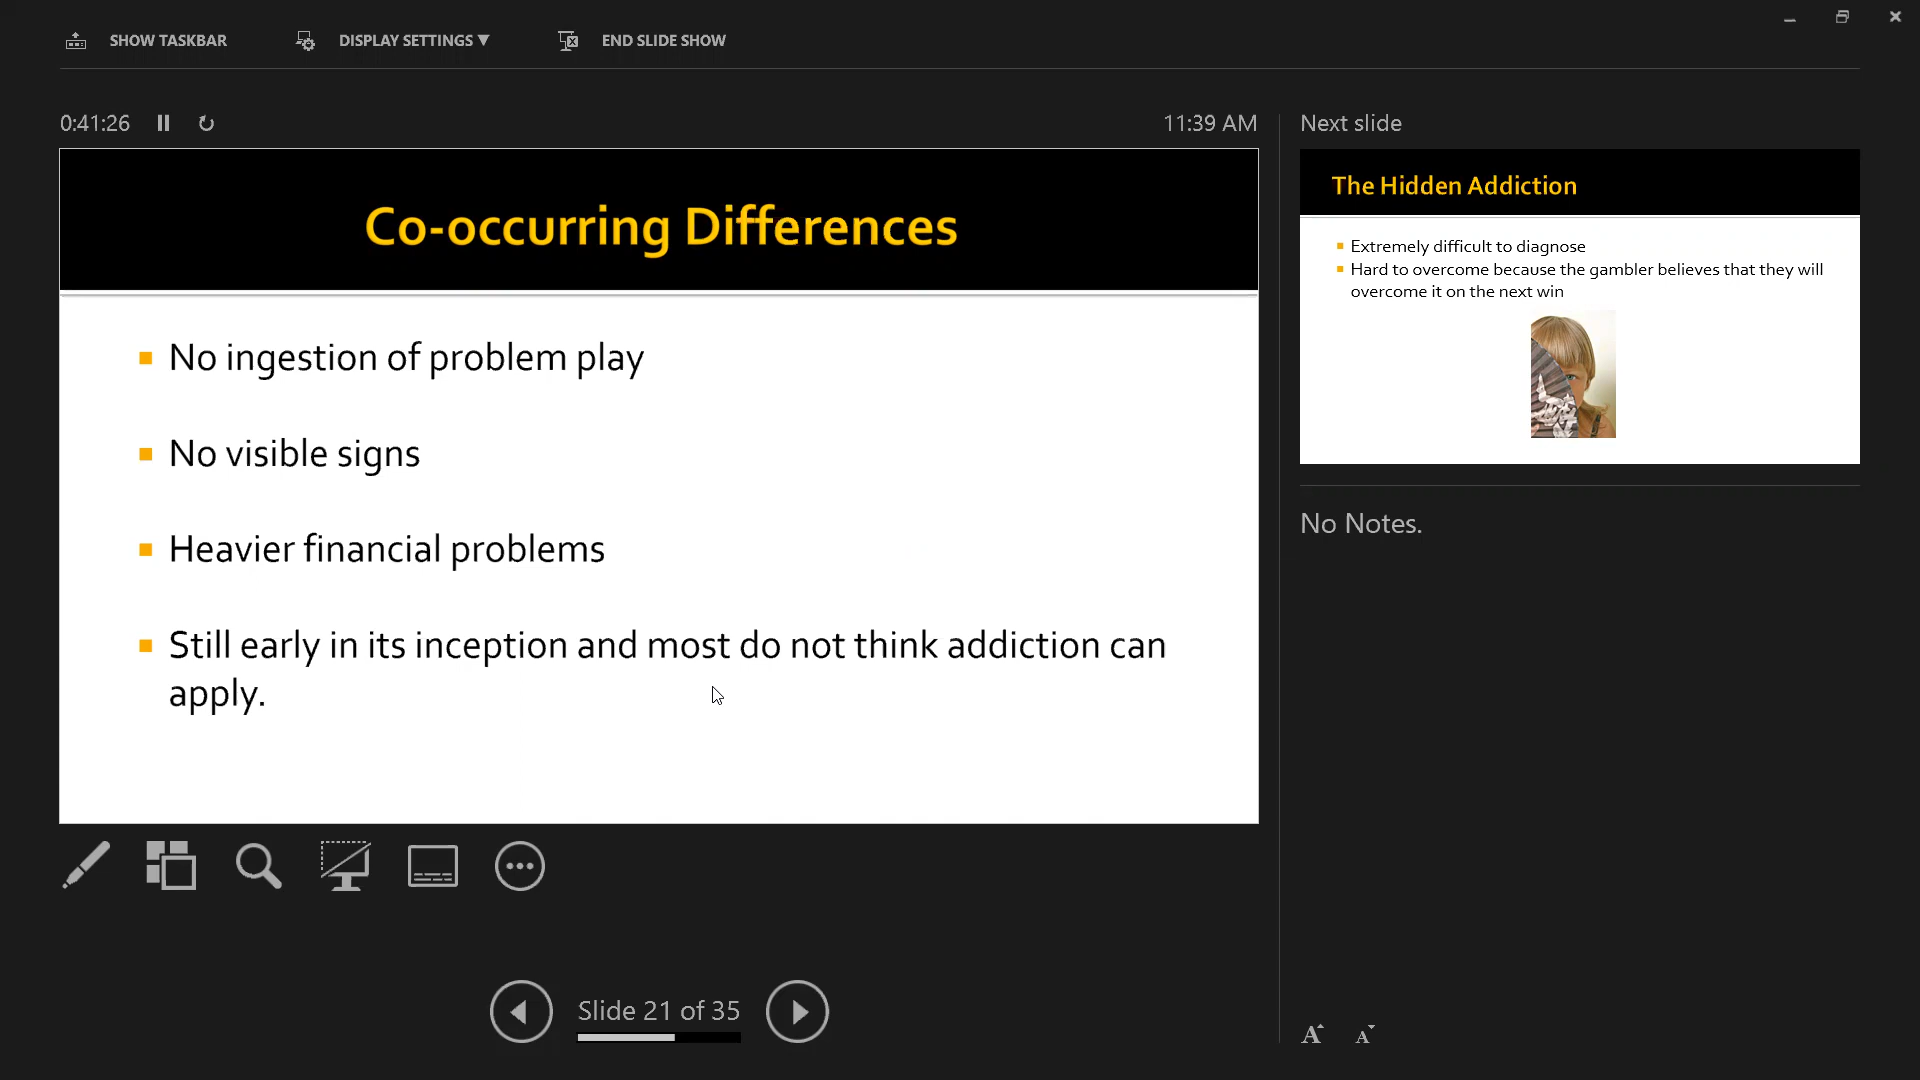 SHOW TASKBAR
DISPLAY SETTINGS ▼
END SLIDE SHOW
0:41:26
11:39 AM
Co-occurring Differences
No ingestion of problem play
No visible signs
Heavier financial problems
Still early in its inception and most do not think addiction can
apply.
Slide 21 of 35
Next slide
The Hidden Addiction
Extremely difficult to diagnose
Hard to overcome because the gambler believes that they will
overcome it on the next win
No Notes.
A A